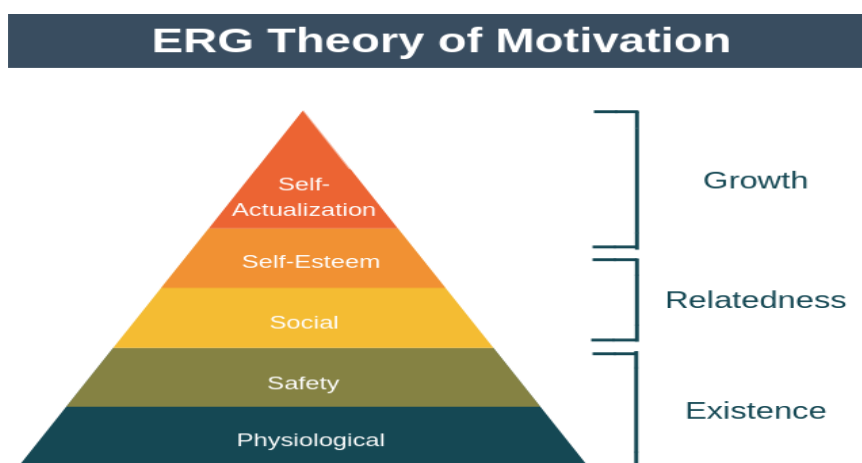 ERG Theory of Motivation
Self-
Actualization
Self-Esteem
Social
Safety
Physiological
Growth
Relatedness
Existence